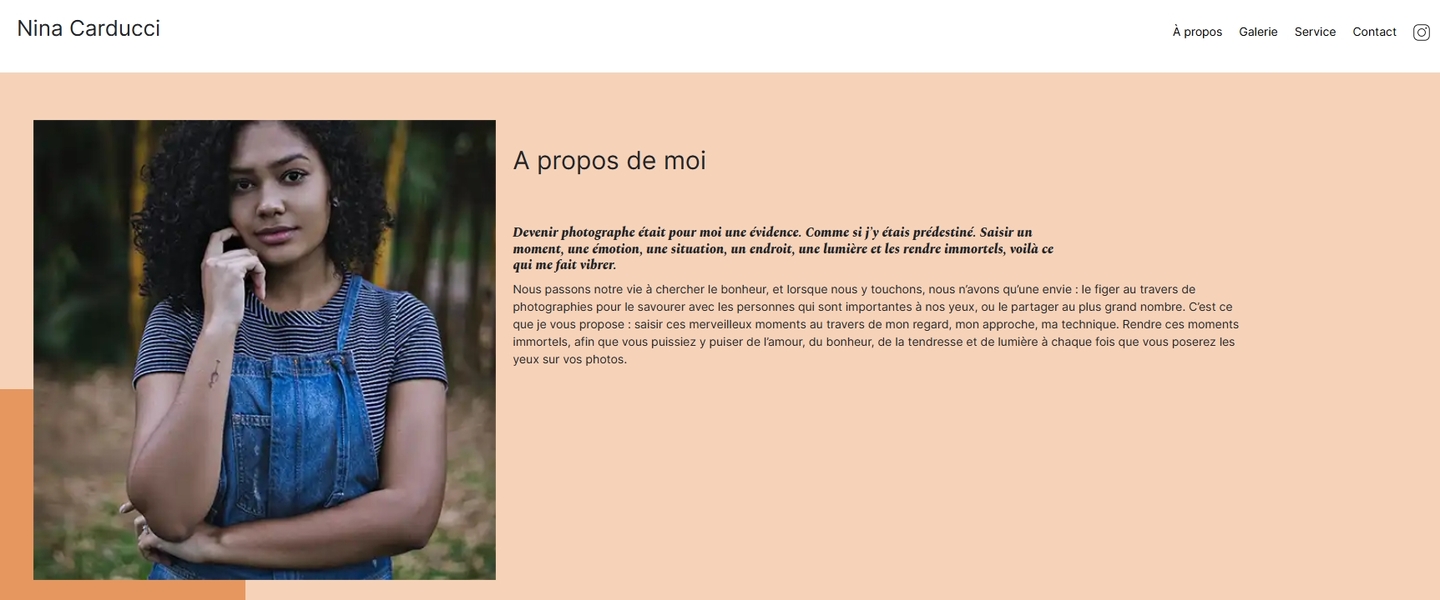 Nina Carducci
À propos Galerie Service Contact
A propos de moi
Devenir photographe était pour moi une évidence. Comme si j'y étais prédestiné. Saisir un
moment, une émotion, une situation, un endroit, une lumière et les rendre immortels, voilà ce
qui me fait vibrer.
Nous passons notre vie à chercher le bonheur, et lorsque nous y touchons, nous n’avons qu’une envie : le figer au travers de
photographies pour le savourer avec les personnes qui sont importantes à nos yeux, ou le partager au plus grand nombre. C’est ce
que je vous propose : saisir ces merveilleux moments au travers de mon regard, mon approche, ma technique. Rendre ces moments
immortels, afin que vous puissiez y puiser de l’amour, du bonheur, de la tendresse et de lumière à chaque fois que vous poserez les
yeux sur vos photos.